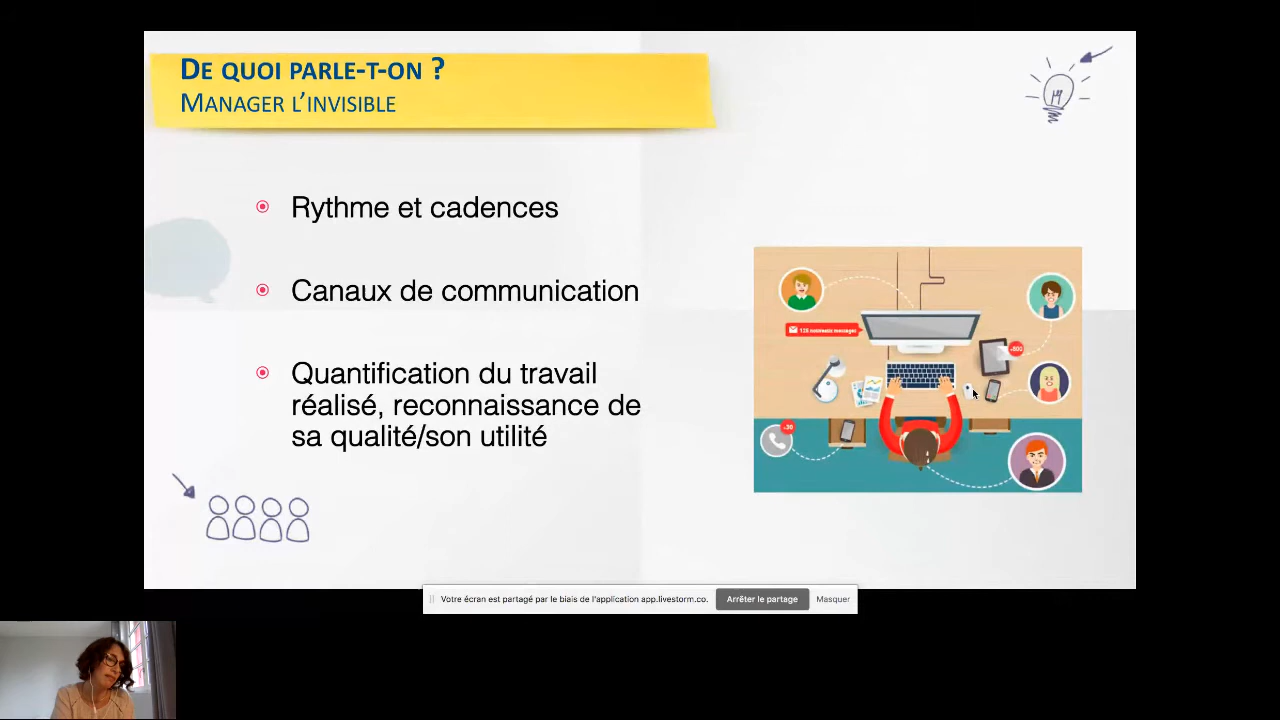 DE QUOI PARLE-T-ON ?
MANAGER L'INVISIBLE
Rythme et cadences
Canaux de communication
Quantification du travail
réalisé, reconnaissance de
sa qualité/son utilité
+800
+30
Votre écran est partagé par le biais de l'application app.livestorm.co.
Arrêter le partage
Masquer